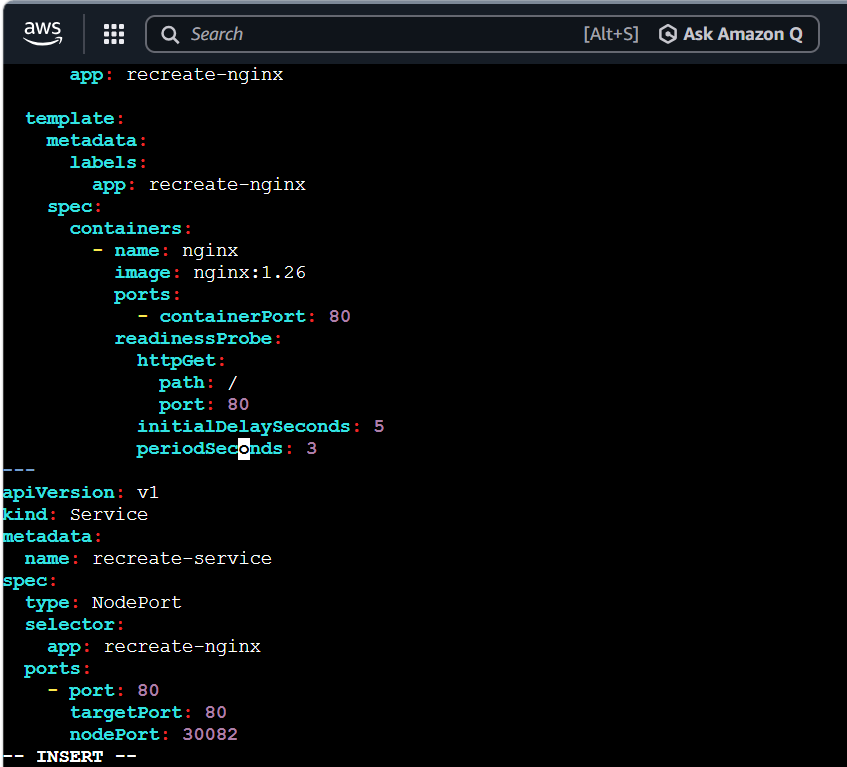 aws Search [Alt+S] Ask Amazon Q
      app: recreate-nginx

  template:
    metadata:
      labels:
        app: recreate-nginx
    spec:
      containers:
        - name: nginx
          image: nginx:1.26
          ports:
            - containerPort: 80
          readinessProbe:
            httpGet:
              path: /
              port: 80
            initialDelaySeconds: 5
            periodSeconds: 3
---
apiVersion: v1
kind: Service
metadata:
  name: recreate-service
spec:
  type: NodePort
  selector:
    app: recreate-nginx
  ports:
    - port: 80
      targetPort: 80
      nodePort: 30082
-- INSERT --